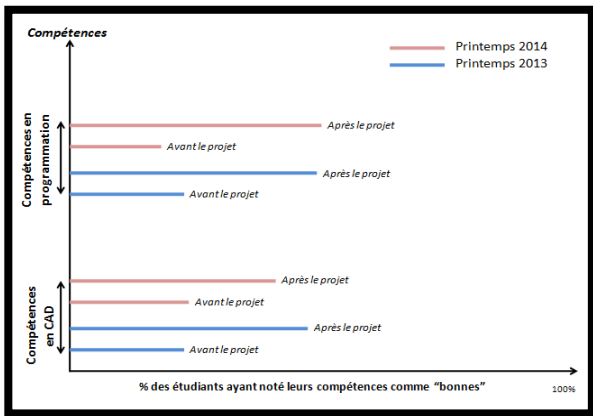 Compétences
Printemps 2014
Printemps 2013
Compétences en
programmation
Après le projet
Avant le projet
Après le projet
Avant le projet
Compétences
en CAD
Après le projet
Avant le projet
Après le projet
Avant le projet
% des étudiants ayant noté leurs compétences comme “bonnes”
100%